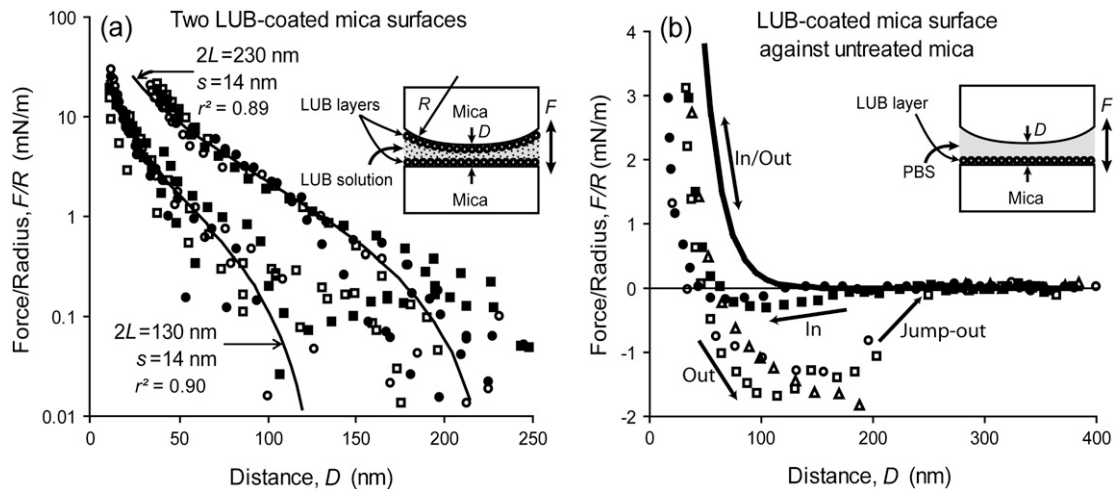 (a)
Two LUB-coated mica surfaces
2L=230 nm
s=14 nm
r² = 0.89
LUB layers
LUB solution
R
Mica
D
Mica
F
2L=130 nm
s=14 nm
r² = 0.90
Force/Radius, F/R (mN/m)
100
10
1
0.1
0.01
0
50
100
150
200
250
Distance, D (nm)
(b)
LUB-coated mica surface
against untreated mica
LUB layer
PBS
D
Mica
F
In/Out
In
Out
Jump-out
Force/Radius, F/R (mN/m)
4
3
2
1
0
-1
-2
0
100
200
300
400
Distance, D (nm)